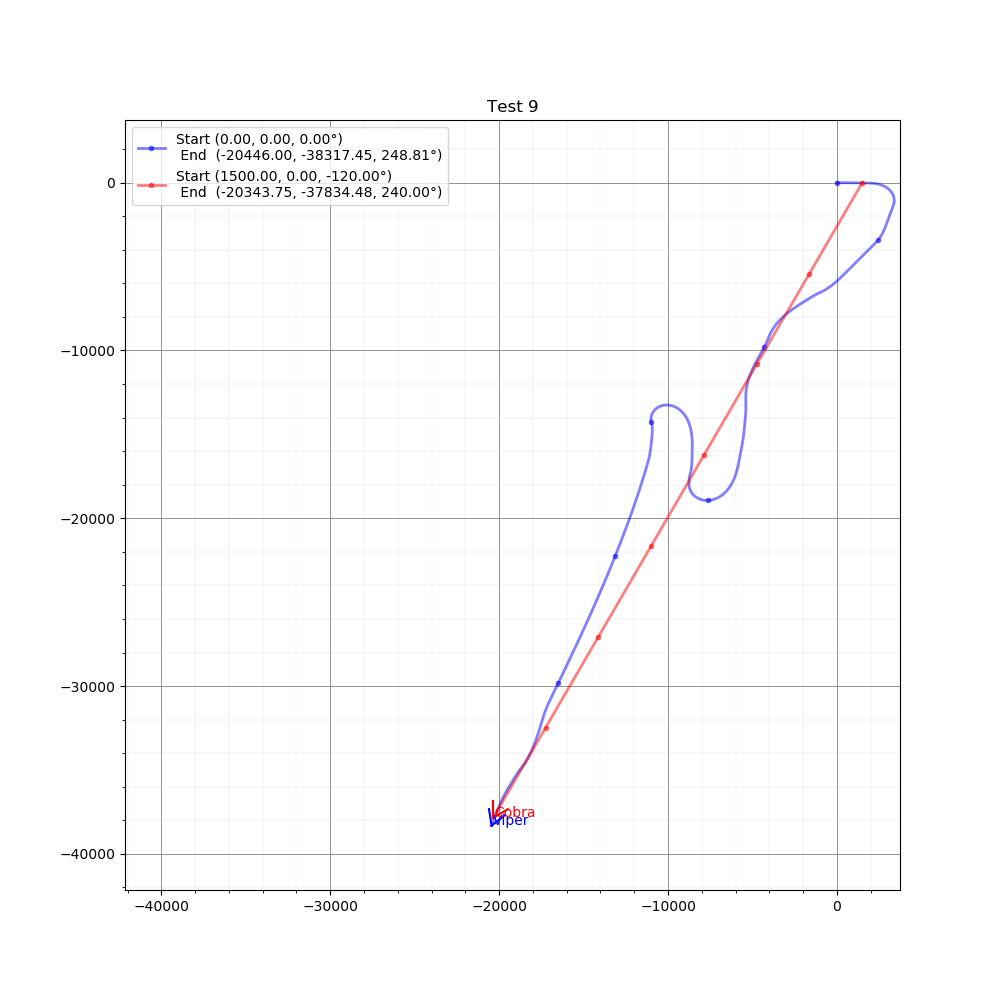 Test 9
Start (0.00, 0.00, 0.00°)
End (-20446.00, -38317.45, 248.81°)
Start (1500.00, 0.00, -120.00°)
End (-20343.75, -37834.48, 240.00°)
0
−10000
−20000
−30000
−40000
Cobra
Viper
−40000 −30000 −20000 −10000 0